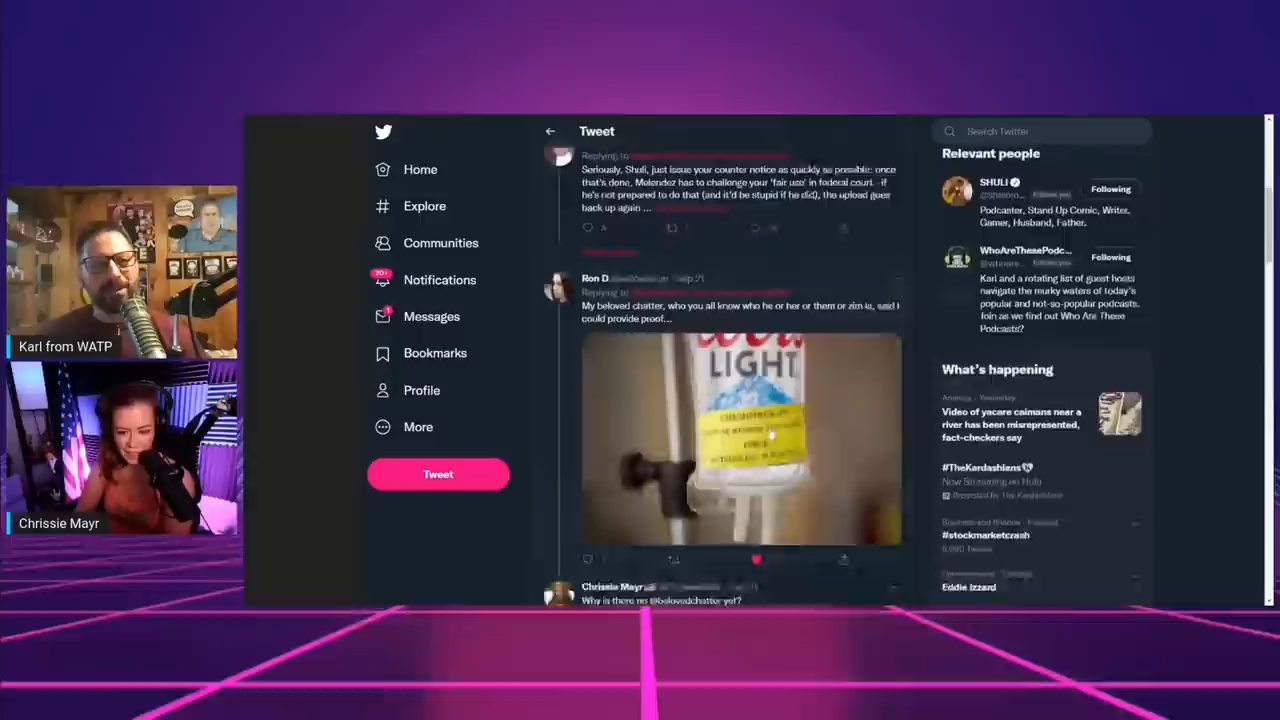 Karl from WATP
Chrissie Mayr
Home
Explore
Communities
20+
Notifications
1
Messages
Bookmarks
Profile
More
Tweet
Tweet
Replying to
Seriously, Shuli, just issue your counter notice as quickly as possible: once
that's done, Melendez has to challenge your 'fair use' in federal court - if
he's not prepared to do that (and it'd be stupid if he did), the upload goes
back up again ...
Ron D
Replying to
My beloved chatter, who you all know who he or her or them or zim is, said I
could provide proof...
LIGHT
Chrissie Mayr
Why is there no @belovedchatter yet?
Search Twitter
Relevant people
SHULI
Following
Podcaster, Stand Up Comic, Writer,
Gamer, Husband, Father.
WhoAreThesePodc...
Following
Karl and a rotating list of guest hosts
navigate the murky waters of today's
popular and not-so-popular podcasts.
Join as we find out Who Are These
Podcasts?
What's happening
Yesterday
Video of yacare caimans near a
river has been misrepresented,
fact-checkers say
#TheKardashians
Now Streaming on Hulu
Promoted by The Kardashians
#stockmarketcrash
Eddie Izzard